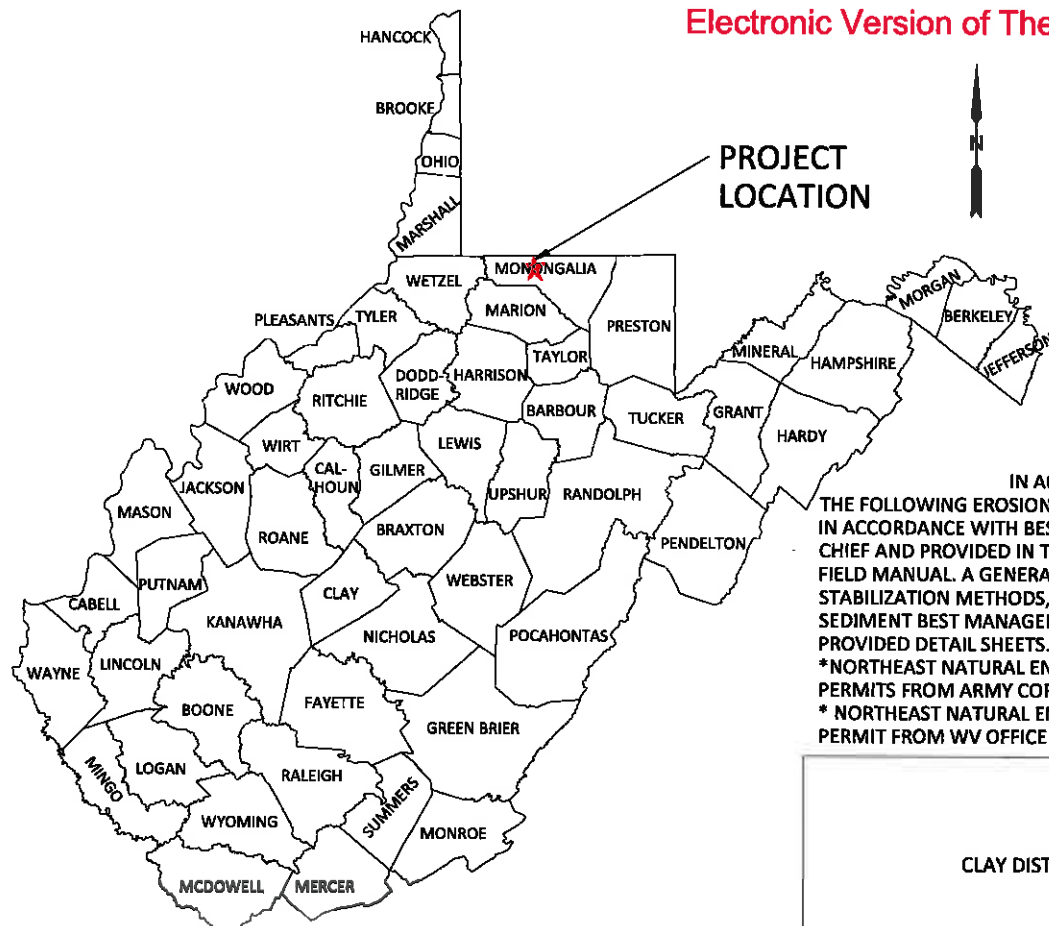 Electronic Version of The
HANCOCK
BROOKE
OHIO
MARSHALL
PROJECT
LOCATION
N
MONONGALIA
WETZEL
MARION
PRESTON
PLEASANTS
TYLER
TAYLOR
MORGAN
BERKELEY
JEFFERSON
MINERAL
HAMPSHIRE
WOOD
RITCHIE
DODD-
RIDGE
HARRISON
BARBOUR
TUCKER
GRANT
HARDY
WIRT
CAL-
HOUN
GILMER
LEWIS
UPSHUR
RANDOLPH
JACKSON
MASON
ROANE
BRAXTON
PENDELTON
PUTNAM
CABELL
KANAWHA
CLAY
WEBSTER
NICHOLAS
POCAHONTAS
WAYNE
LINCOLN
BOONE
FAYETTE
GREEN BRIER
MINGO
LOGAN
RALEIGH
SUMMERS
WYOMING
MONROE
MCDOWELL
MERCER
IN A
THE FOLLOWING EROSION
IN ACCORDANCE WITH BES
CHIEF AND PROVIDED IN T
FIELD MANUAL. A GENERA
STABILIZATION METHODS,
SEDIMENT BEST MANAGE
PROVIDED DETAIL SHEETS.
*NORTHEAST NATURAL EN
PERMITS FROM ARMY COR
* NORTHEAST NATURAL E
PERMIT FROM WV OFFICE
CLAY DIST